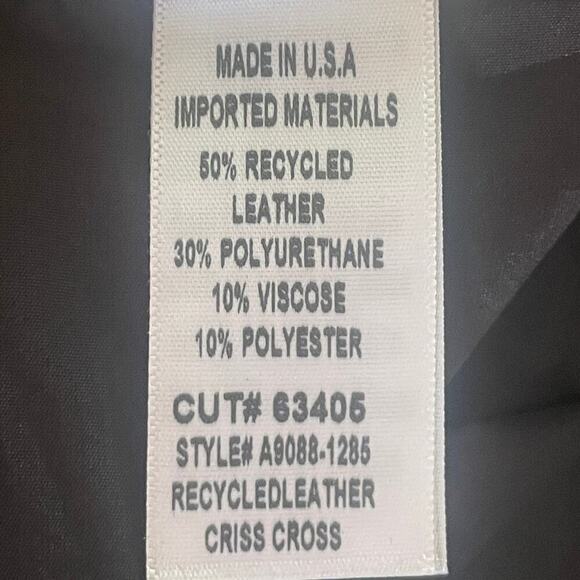 MADE IN U.S.A
IMPORTED MATERIALS
50% RECYCLED
LEATHER
30% POLYURETHANE
10% VISCOSE
10% POLYESTER
CUT# 63405
STYLE# A9088-1285
RECYCLEDLEATHER
CRISS CROSS